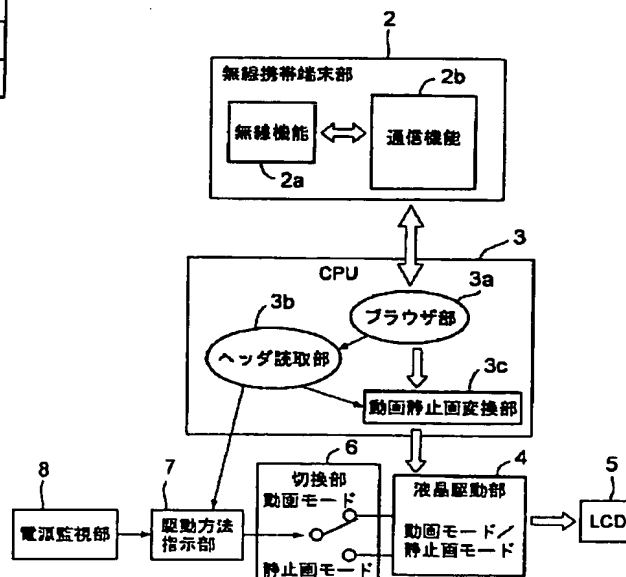 2
無線携帯端末部
2b
無線機能
通信機能
2a
3
CPU
3a
3b
ブラウザ部
ヘッダ読取部
3c
動画静止画変換部
6
4
8
7
切換部
動画モード
液晶駆動部
5
電源監視部
駆動方法
指示部
動画モード／
静止画モード
LCD
静止画モード